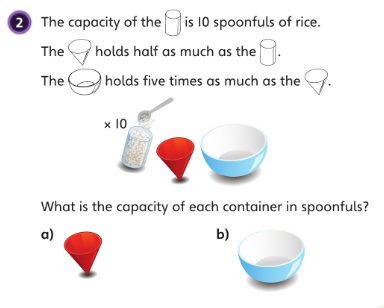 2 The capacity of the is 10 spoonfuls of rice.
The holds half as much as the .
The holds five times as much as the .
× 10
What is the capacity of each container in spoonfuls?
a) b)